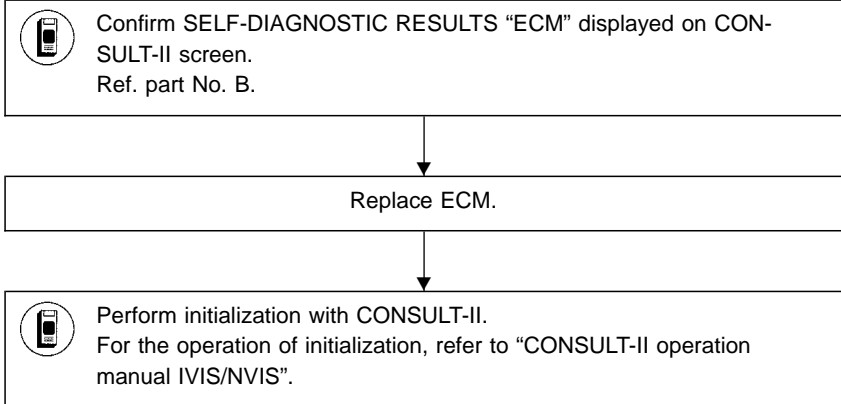 Confirm SELF-DIAGNOSTIC RESULTS “ECM” displayed on CON-
SULT-II screen.
Ref. part No. B.
Replace ECM.
Perform initialization with CONSULT-II.
For the operation of initialization, refer to “CONSULT-II operation
manual IVIS/NVIS”.